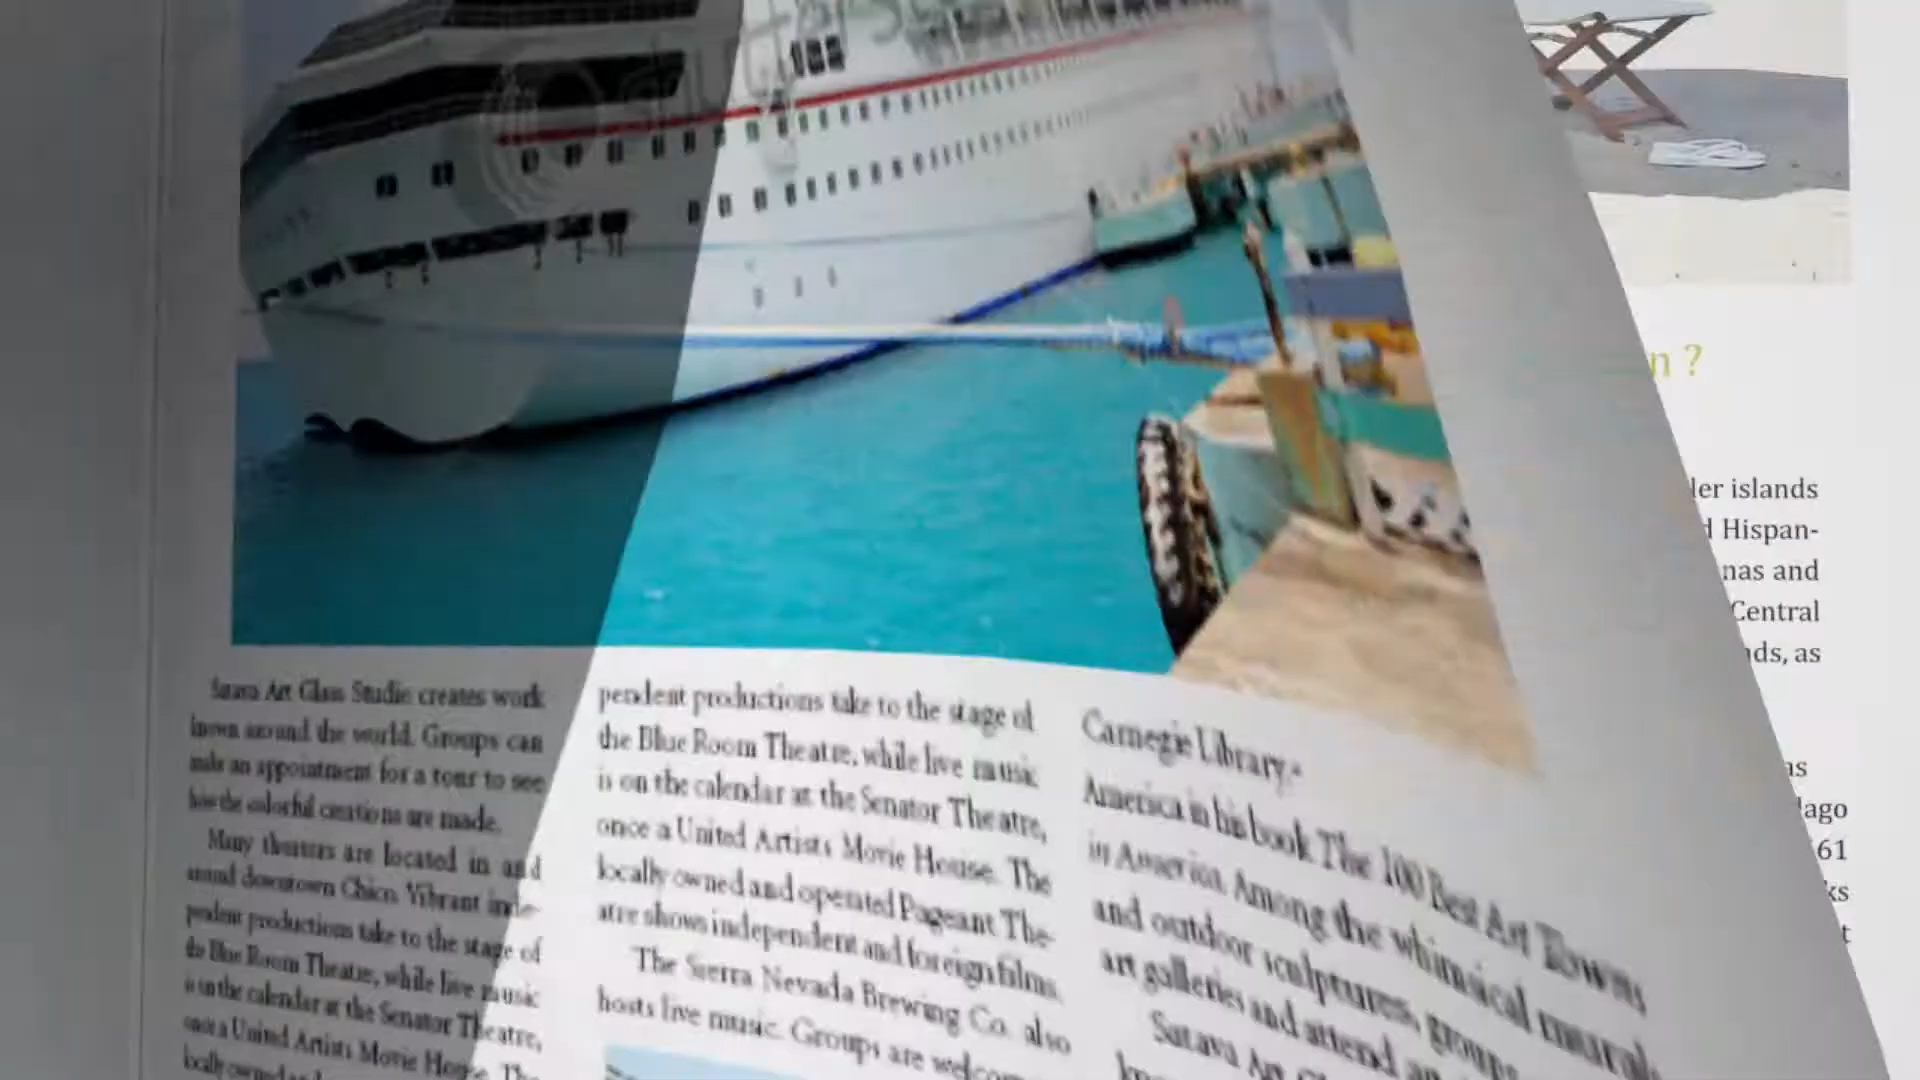 Satava Art Glass Studio creates work
known around the world. Groups can
make an appointment for a tour to see
how the colorful creations are made.
Many theatres are located in and
around downtown Chico. Vibrant inde-
pendent productions take to the stage of
the Blue Room Theatre, while live music
is on the calendar at the Senator Theatre,
once a United Artists Movie House. The
locally owned and
pendent productions take to the stage of
the Blue Room Theatre, while live music
is on the calendar at the Senator Theatre,
once a United Artists Movie House. The
locally owned and operated Pageant The-
atre shows independent and foreign films.
The Sierra Nevada Brewing Co. also
hosts live music. Groups are welcom
Carnegie Library.
America in his book The 100 Best Art Towns
in America. Among the whimsical murals
and outdoor sculptures, groups
art galleries and attend an
Satava Art
n ?
ler islands
d Hispan-
nas and
Central
nds, as
ns
lago
61
ks
t